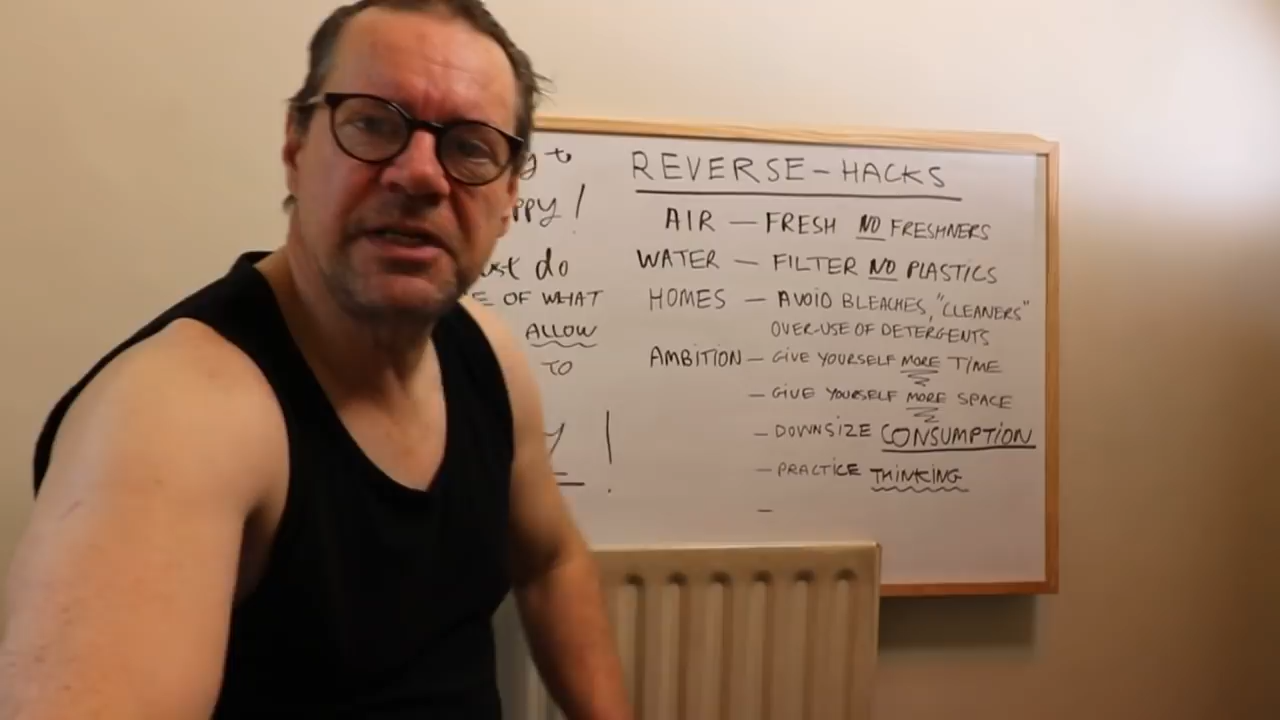 to
!
do
OF WHAT
ALLOW
TO
!
REVERSE-HACKS
AIR — FRESH NO FRESHNERS
WATER — FILTER NO PLASTICS
HOMES — AVOID BLEACHES, "CLEANERS"
OVER-USE OF DETERGENTS
AMBITION — GIVE YOURSELF MORE TIME
— GIVE YOURSELF MORE SPACE
— DOWNSIZE CONSUMPTION
— PRACTICE THINKING
—